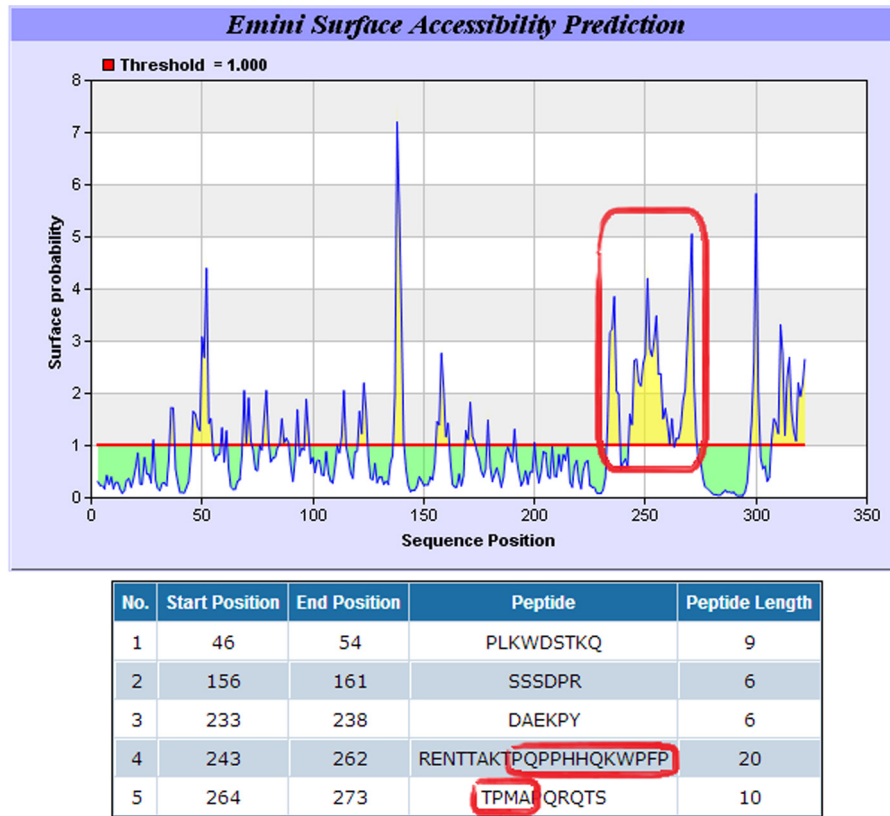 Emini Surface Accessibility Prediction
Threshold = 1.000
8
7
6
5
4
3
2
1
0
Surface probability
0 50 100 150 200 250 300 350
Sequence Position
No. Start Position End Position Peptide Peptide Length
1 46 54 PLKWDSTKQ 9
2 156 161 SSSDPR 6
3 233 238 DAEKPY 6
4 243 262 RENTTAKTPQPPHHQKWPFP 20
5 264 273 TPMAPQRQTS 10